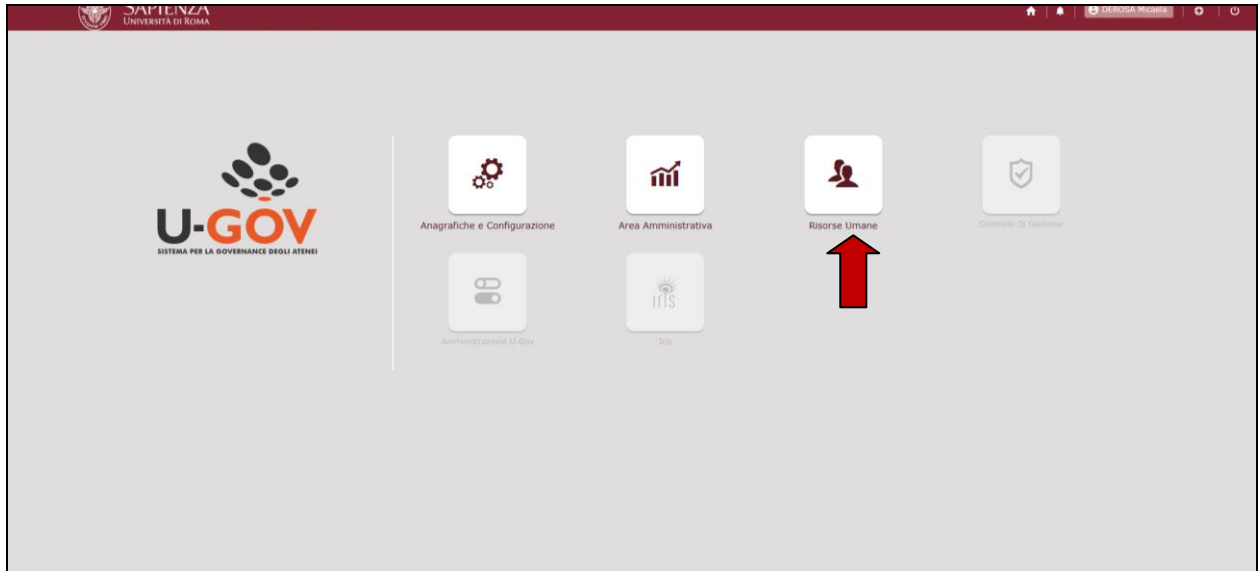 SAPIENZA
UNIVERSITÀ DI ROMA
DEROSA Micaela
U-GOV
SISTEMA PER LA GOVERNANCE DEGLI ATENEI
Anagrafiche e Configurazione
Area Amministrativa
Risorse Umane
Controllo Di Gestione
Amministrazione U-Gov
IRIS
Iris